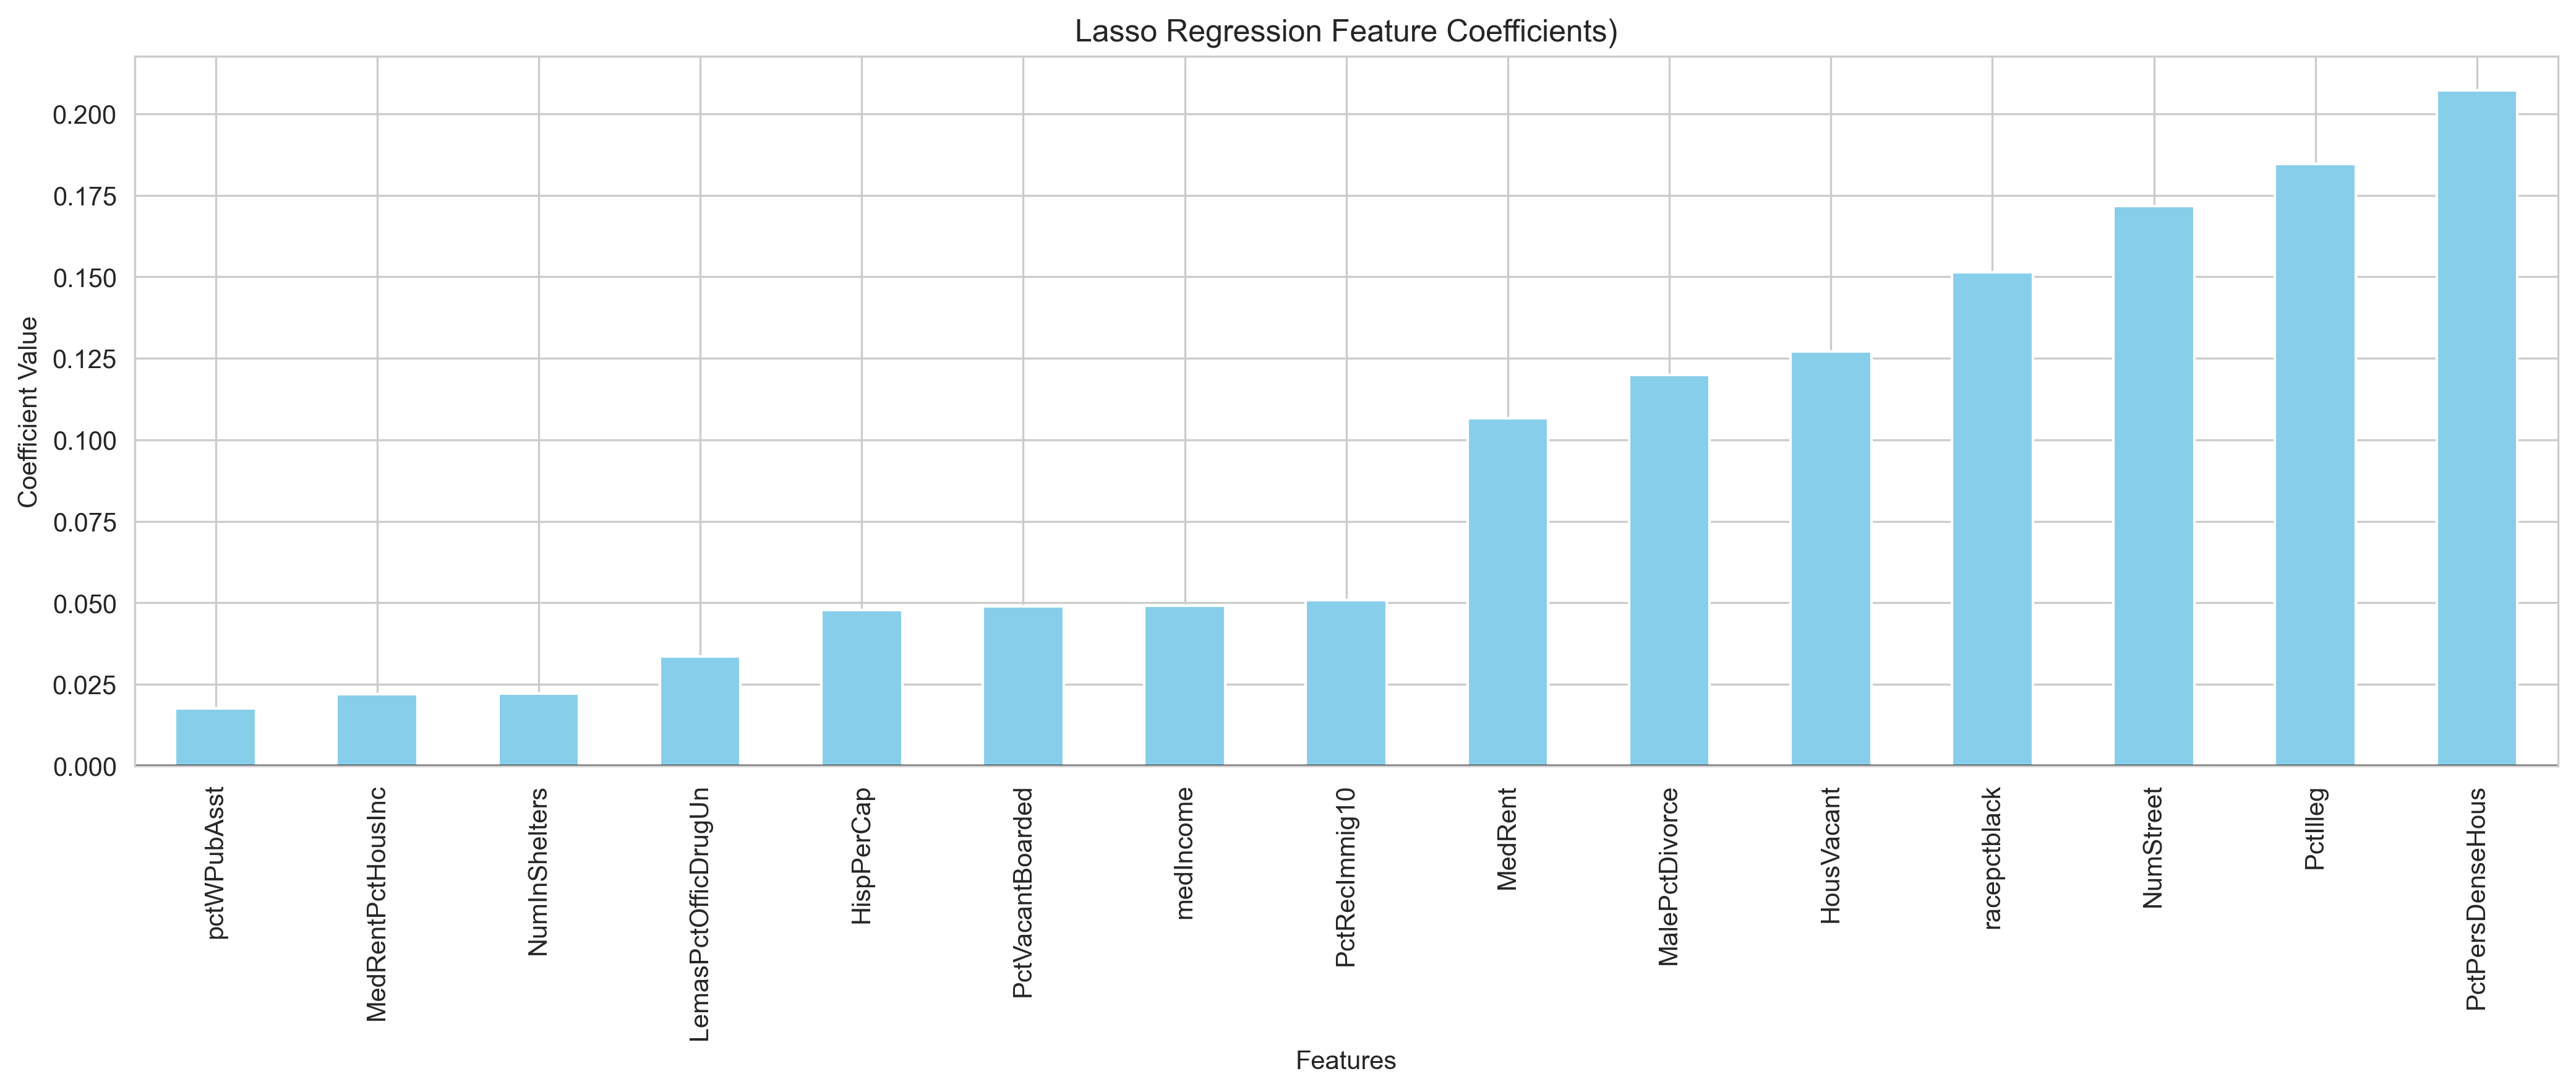 Lasso Regression Feature Coefficients)
Coefficient Value
0.200
0.175
0.150
0.125
0.100
0.075
0.050
0.025
0.000
pctWPubAsst
MedRentPctHousInc
NumInShelters
LemasPctOfficDrugUn
HispPerCap
PctVacantBoarded
medIncome
PctRecImmig10
MedRent
MalePctDivorce
HousVacant
racepctblack
NumStreet
PctIlleg
PctPersDenseHous
Features